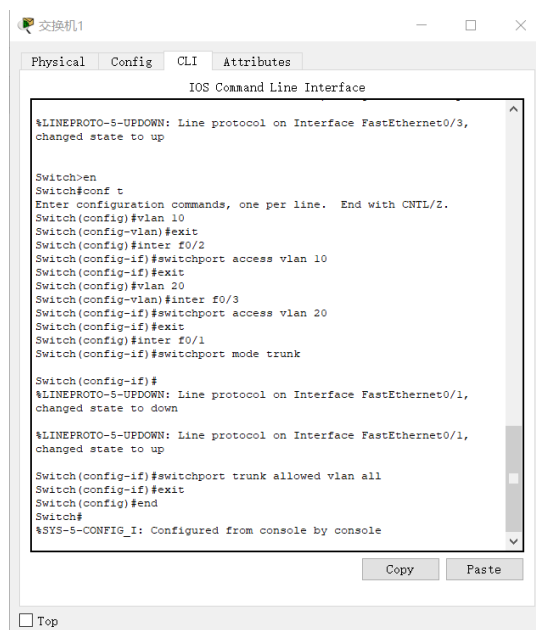 交换机1
Physical Config CLI Attributes
IOS Command Line Interface
%LINEPROTO-5-UPDOWN: Line protocol on Interface FastEthernet0/3,
changed state to up
Switch>en
Switch#conf t
Enter configuration commands, one per line. End with CNTL/Z.
Switch(config)#vlan 10
Switch(config-vlan)#exit
Switch(config)#inter f0/2
Switch(config-if)#switchport access vlan 10
Switch(config-if)#exit
Switch(config)#vlan 20
Switch(config-vlan)#inter f0/3
Switch(config-if)#switchport access vlan 20
Switch(config-if)#exit
Switch(config)#inter f0/1
Switch(config-if)#switchport mode trunk
Switch(config-if)#
%LINEPROTO-5-UPDOWN: Line protocol on Interface FastEthernet0/1,
changed state to down
%LINEPROTO-5-UPDOWN: Line protocol on Interface FastEthernet0/1,
changed state to up
Switch(config-if)#switchport trunk allowed vlan all
Switch(config-if)#exit
Switch(config)#end
Switch#
%SYS-5-CONFIG_I: Configured from console by console
Copy Paste
Top